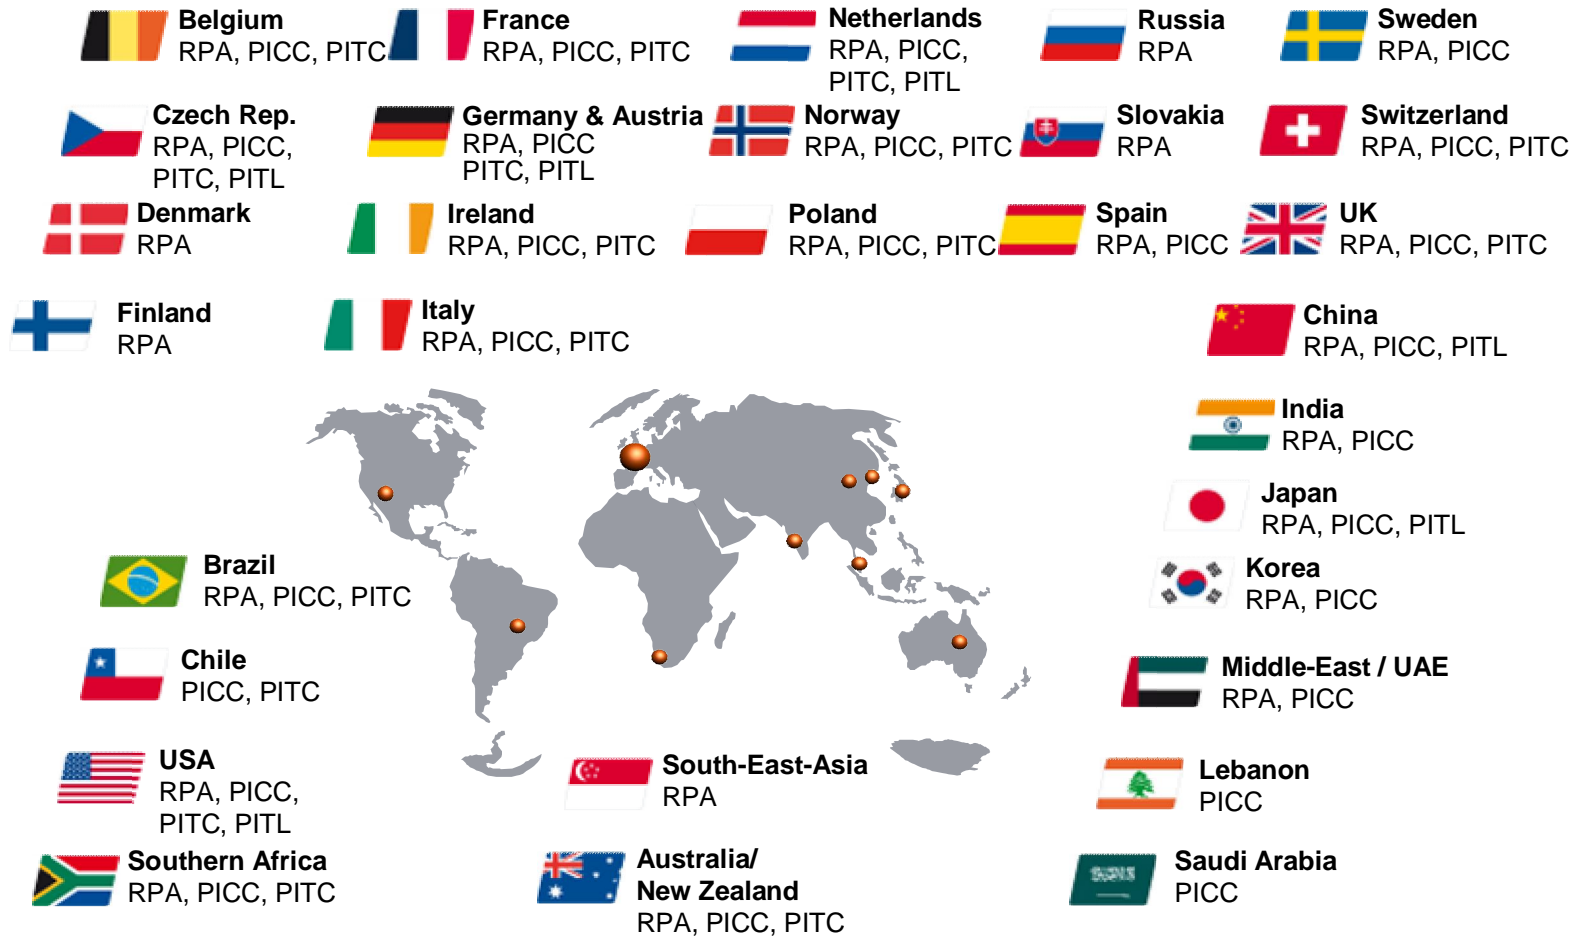 Belgium
RPA, PICC, PITC
France
RPA, PICC, PITC
Netherlands
RPA, PICC,
PITC, PITL
Russia
RPA
Sweden
RPA, PICC
Czech Rep.
RPA, PICC,
PITC, PITL
Germany & Austria
RPA, PICC
PITC, PITL
Norway
RPA, PICC, PITC
Slovakia
RPA
Switzerland
RPA, PICC, PITC
Denmark
RPA
Ireland
RPA, PICC, PITC
Poland
RPA, PICC, PITC
Spain
RPA, PICC
UK
RPA, PICC, PITC
Finland
RPA
Italy
RPA, PICC, PITC
China
RPA, PICC, PITL
India
RPA, PICC
Japan
RPA, PICC, PITL
Brazil
RPA, PICC, PITC
Korea
RPA, PICC
Chile
PICC, PITC
Middle-East / UAE
RPA, PICC
USA
RPA, PICC,
PITC, PITL
South-East-Asia
RPA
Lebanon
PICC
Southern Africa
RPA, PICC, PITC
Australia/
New Zealand
RPA, PICC, PITC
Saudi Arabia
PICC